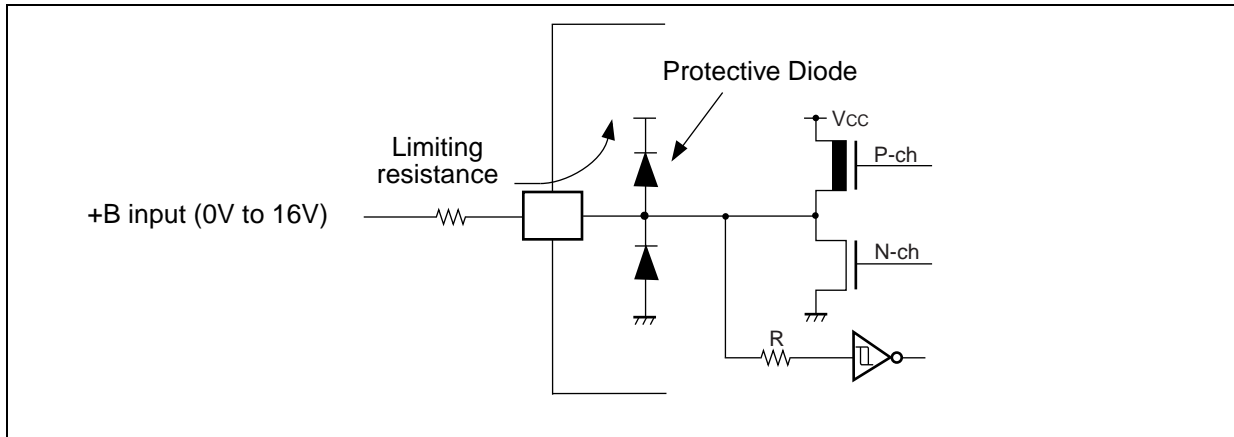 Protective Diode
VCC
Limiting
resistance
P-ch
+B input (0V to 16V)
N-ch
R